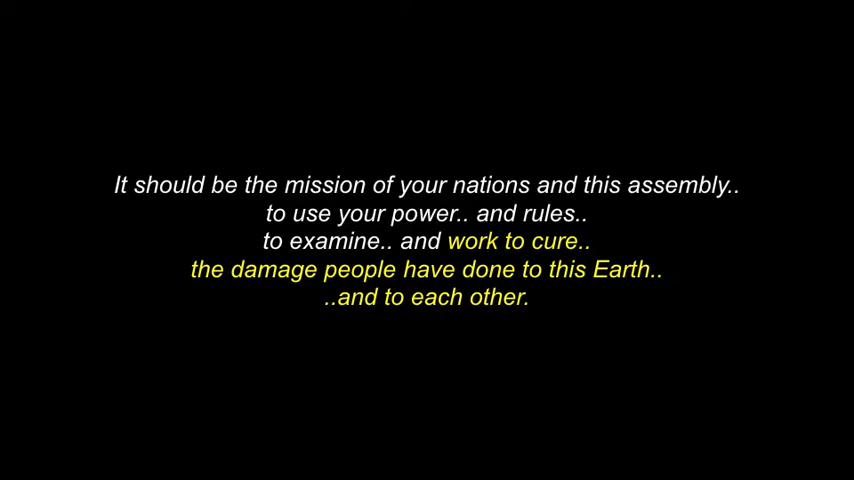 It should be the mission of your nations and this assembly..
to use your power.. and rules..
to examine.. and work to cure..
the damage people have done to this Earth..
..and to each other.